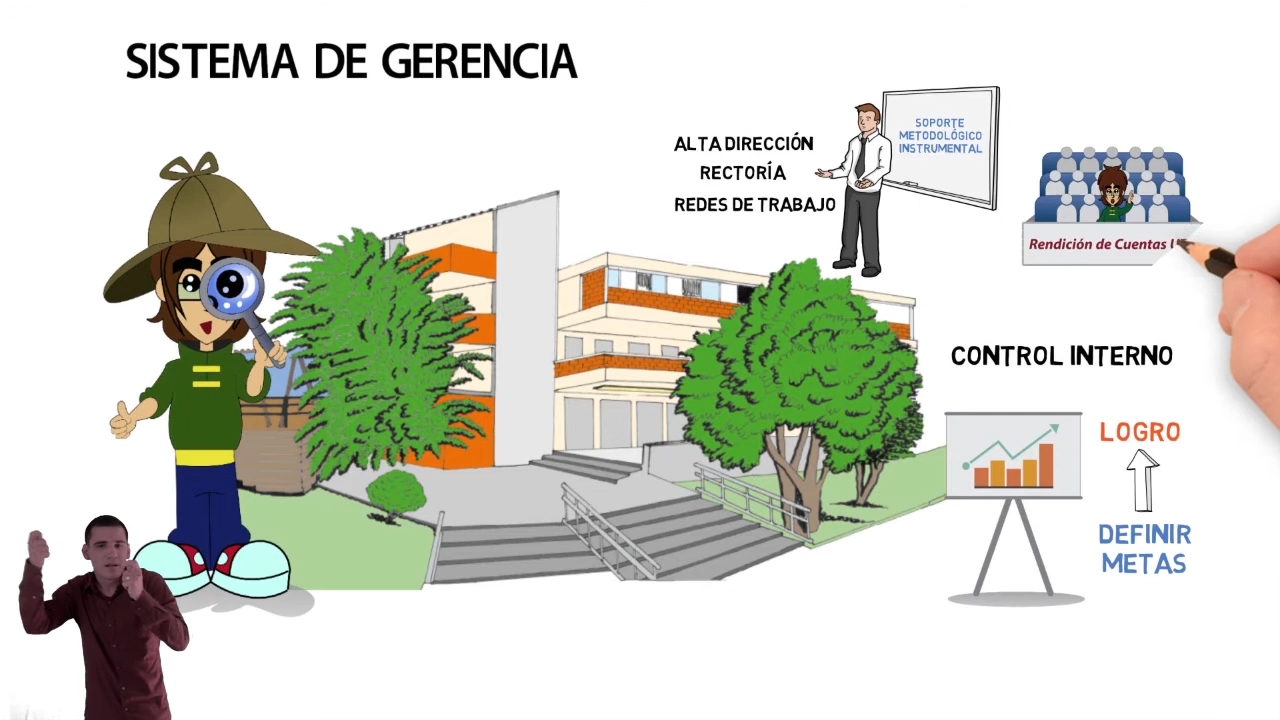 SISTEMA DE GERENCIA
ALTA DIRECCIÓN
RECTORÍA
REDES DE TRABAJO
SOPORTE
METODOLÓGICO
INSTRUMENTAL
Rendición de Cuentas
CONTROL INTERNO
LOGRO
DEFINIR
METAS